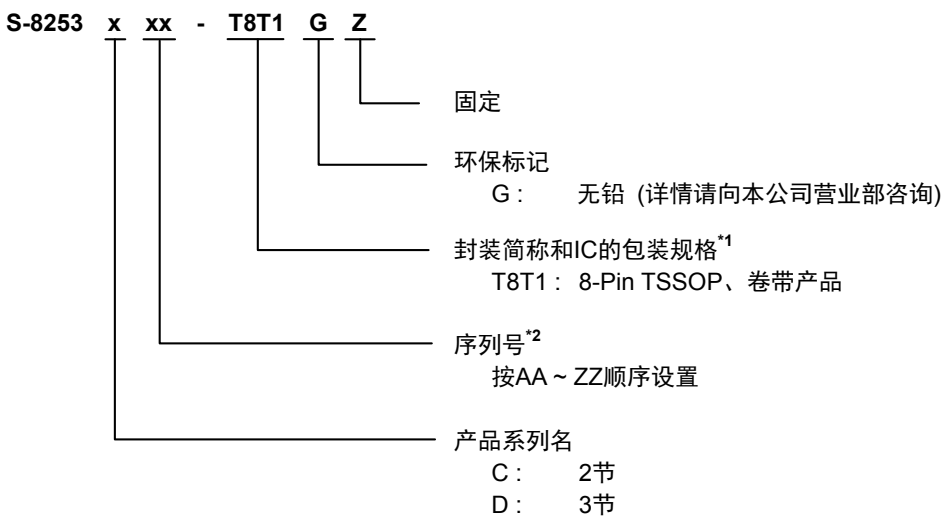 S-8253 x xx - T8T1 G Z
固定
环保标记
G : 无铅 (详情请向本公司营业部咨询)
封装简称和IC的包装规格*1
T8T1 : 8-Pin TSSOP、卷带产品
序列号*2
按AA ~ ZZ顺序设置
产品系列名
C : 2节
D : 3节